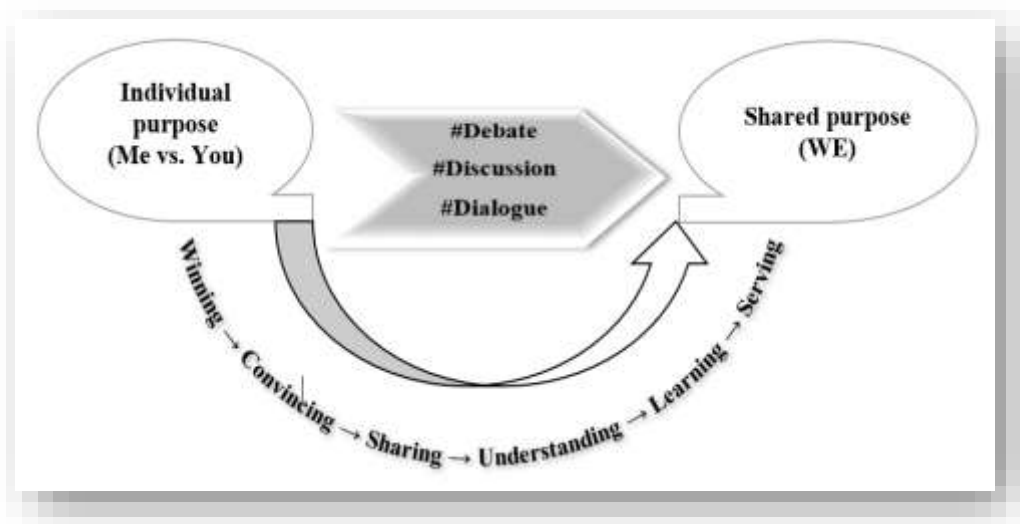 Individual
purpose
(Me vs. You)
#Debate
#Discussion
#Dialogue
Shared purpose
(WE)
Winning → Convincing → Sharing → Understanding → Learning → Serving